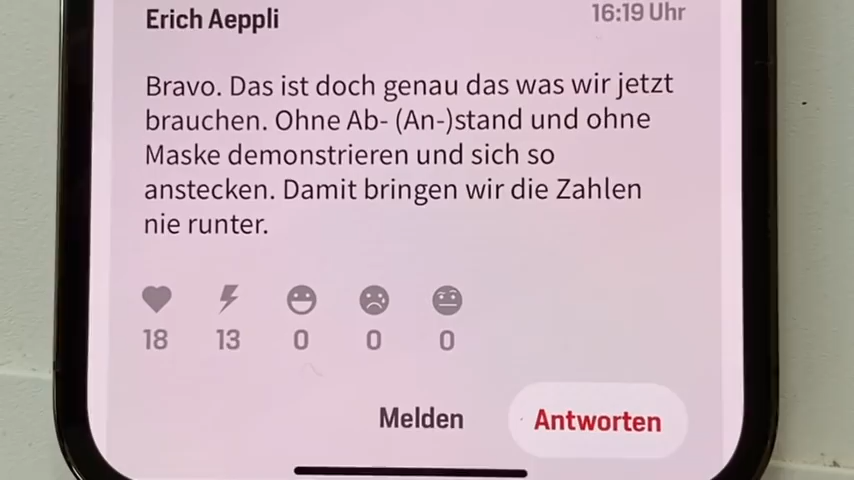 Erich Aeppli 16:19 Uhr
Bravo. Das ist doch genau das was wir jetzt
brauchen. Ohne Ab- (An-)stand und ohne
Maske demonstrieren und sich so
anstecken. Damit bringen wir die Zahlen
nie runter.
18 13 0 0 0
Melden Antworten